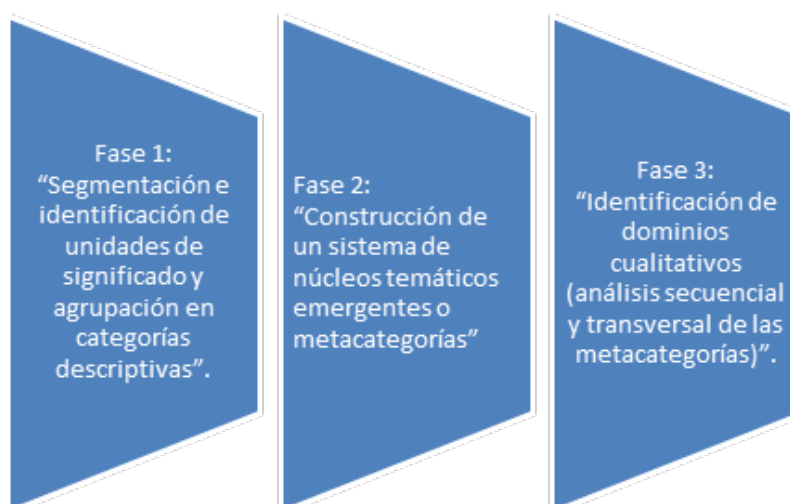 Fase 1:
“Segmentación e
identificación de
unidades de
significado y
agrupación en
categorías
descriptivas”.
Fase 2:
“Construcción de
un sistema de
núcleos temáticos
emergentes o
metacategorías”
Fase 3:
“Identificación de
dominios
cualitativos
(análisis secuencial
y transversal de las
metacategorías)”.